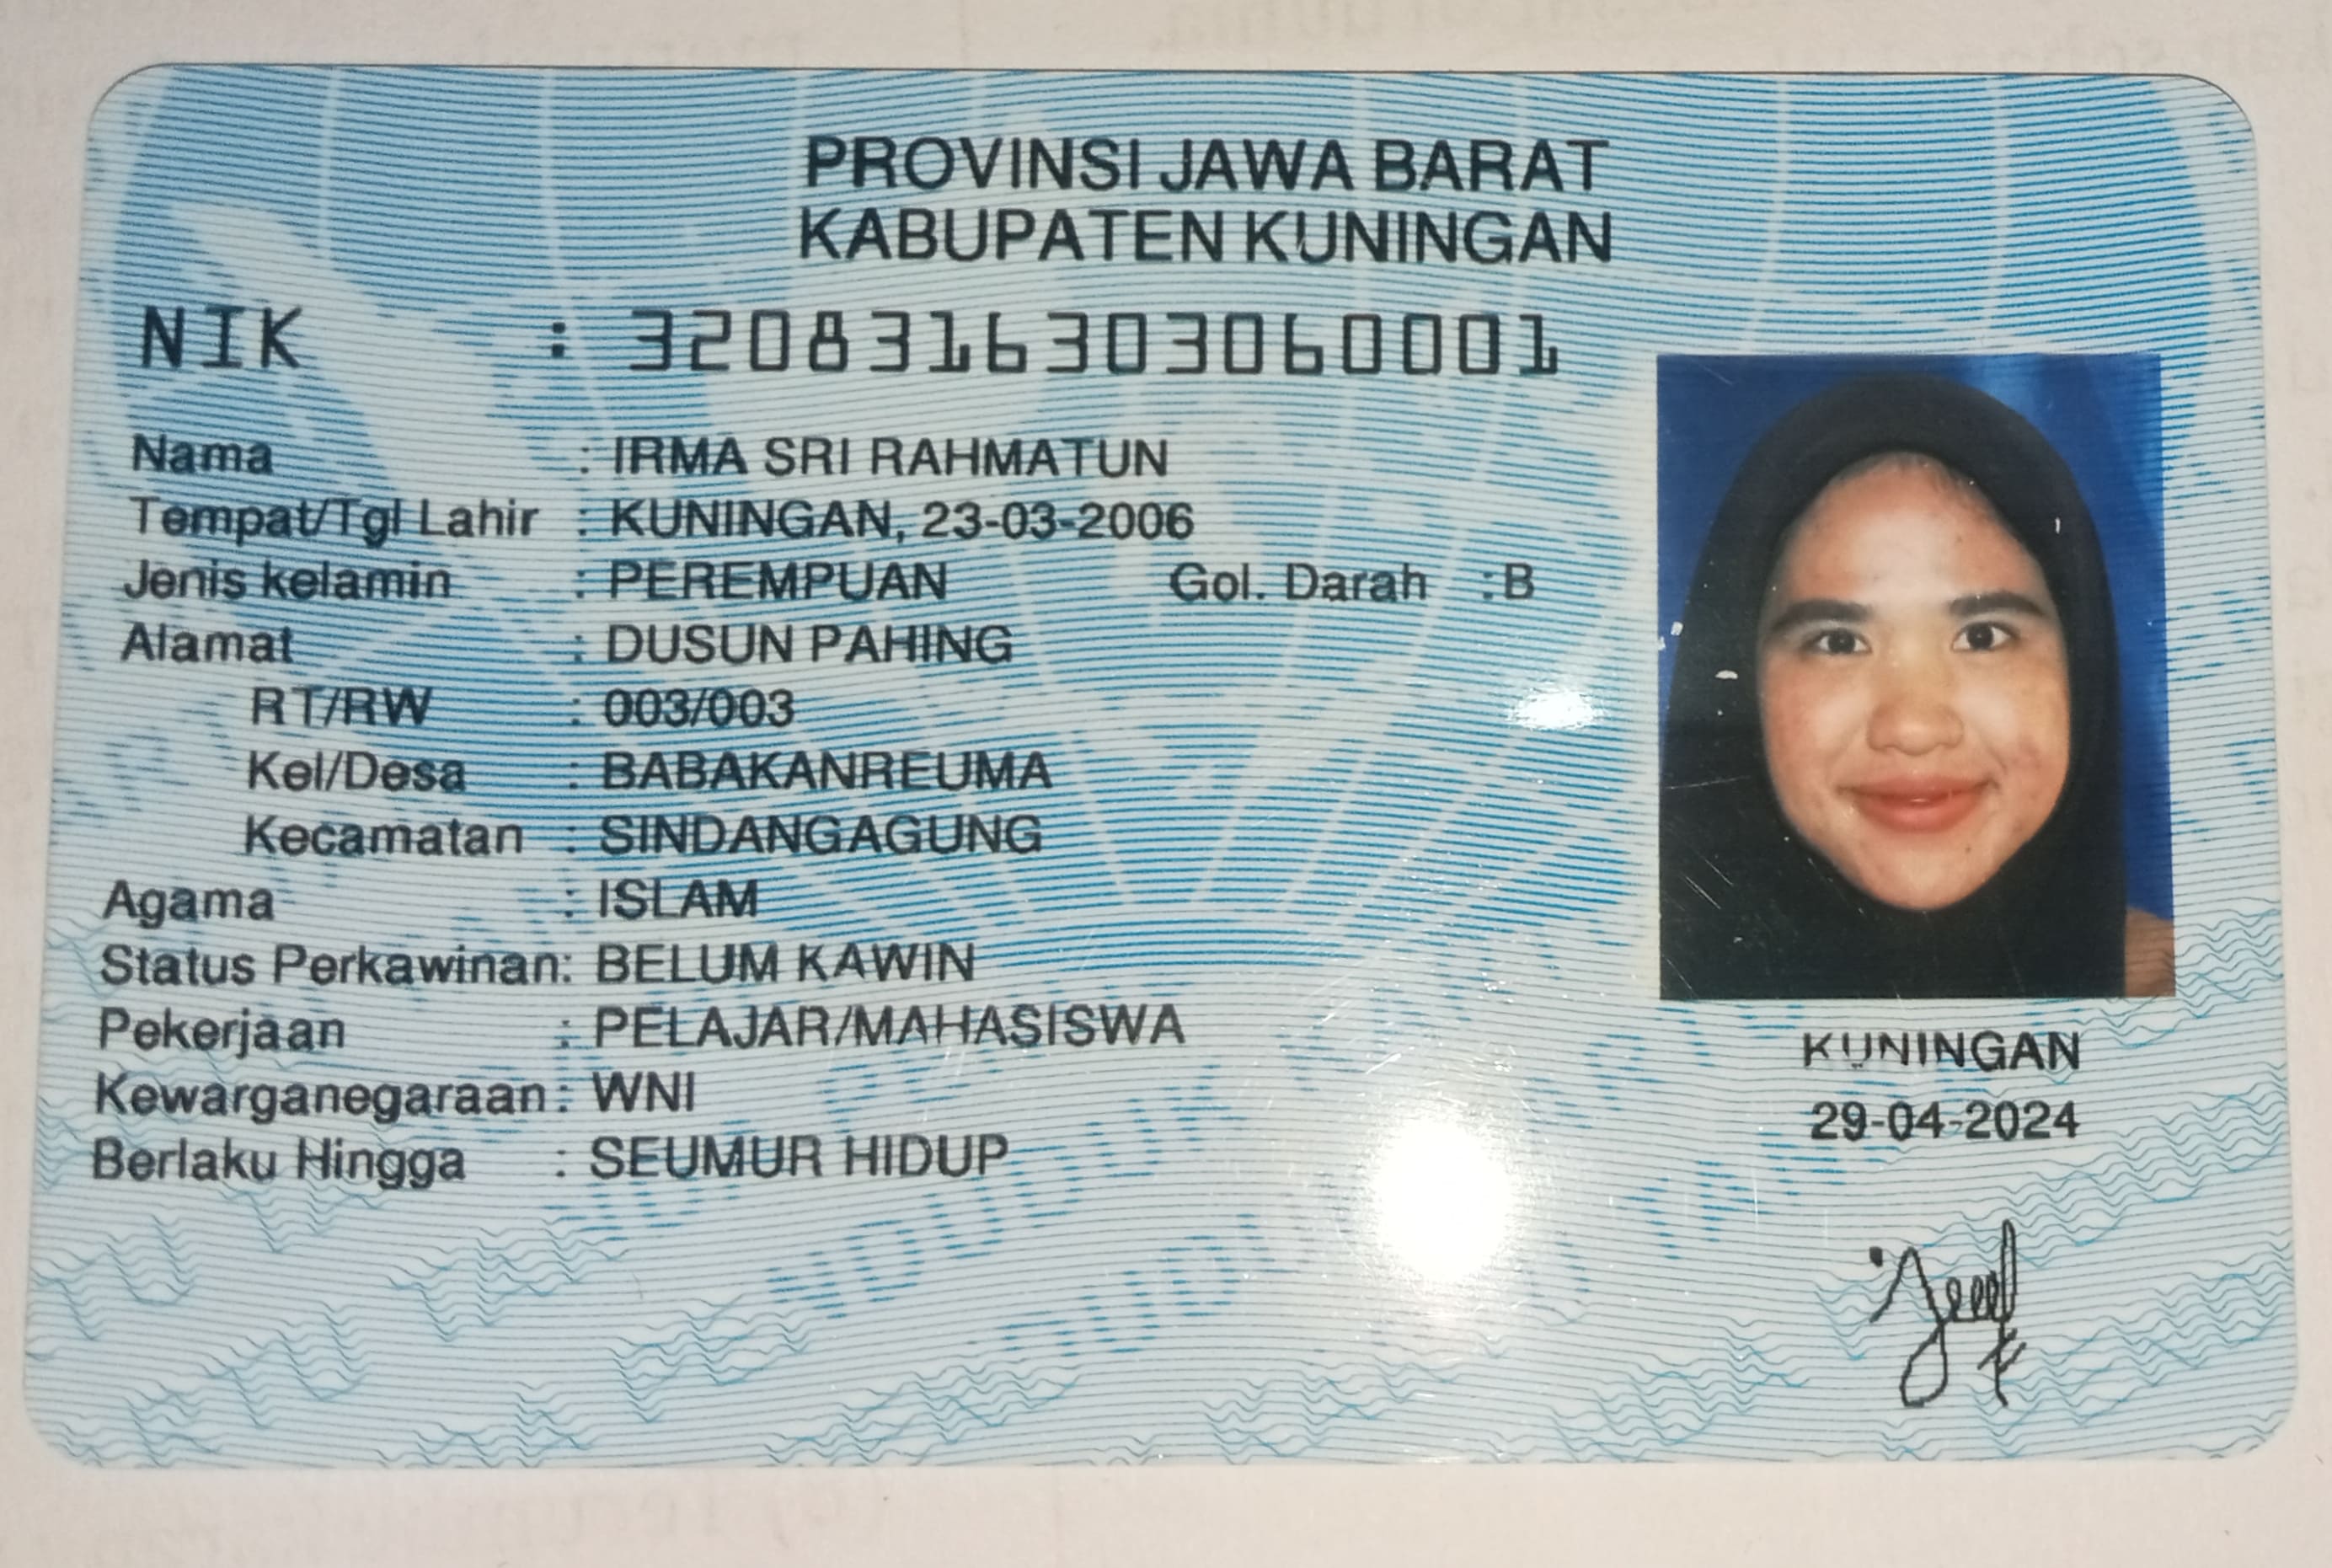 PROVINSI JAWA BARAT
KABUPATEN KUNINGAN
NIK : 3208316303060001
Nama : IRMA SRI RAHMATUN
Tempat/Tgl Lahir : KUNINGAN, 23-03-2006
Jenis kelamin : PEREMPUAN Gol. Darah : B
Alamat : DUSUN PAHING
RT/RW : 003/003
Kel/Desa : BABAKANREUMA
Kecamatan : SINDANGAGUNG
Agama : ISLAM
Status Perkawinan: BELUM KAWIN
Pekerjaan : PELAJAR/MAHASISWA
Kewarganegaraan: WNI
Berlaku Hingga : SEUMUR HIDUP
KUNINGAN
29-04-2024